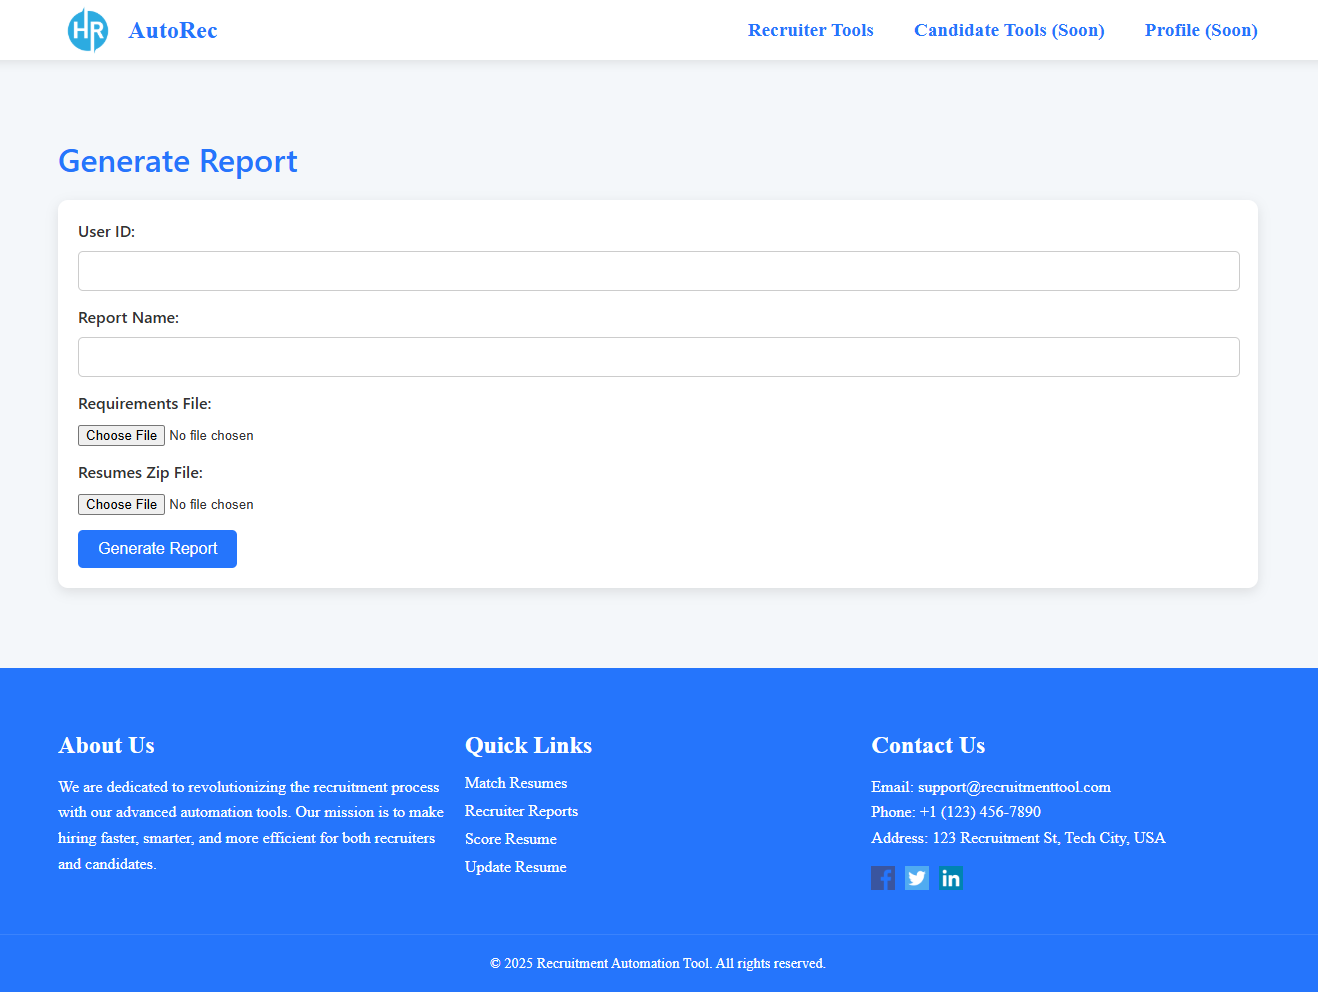 HR AutoRec Recruiter Tools Candidate Tools (Soon) Profile (Soon)
Generate Report
User ID:
Report Name:
Requirements File:
Choose File No file chosen
Resumes Zip File:
Choose File No file chosen
Generate Report
About Us
We are dedicated to revolutionizing the recruitment process
with our advanced automation tools. Our mission is to make
hiring faster, smarter, and more efficient for both recruiters
and candidates.
Quick Links
Match Resumes
Recruiter Reports
Score Resume
Update Resume
Contact Us
Email: support@recruitmenttool.com
Phone: +1 (123) 456-7890
Address: 123 Recruitment St, Tech City, USA
© 2025 Recruitment Automation Tool. All rights reserved.